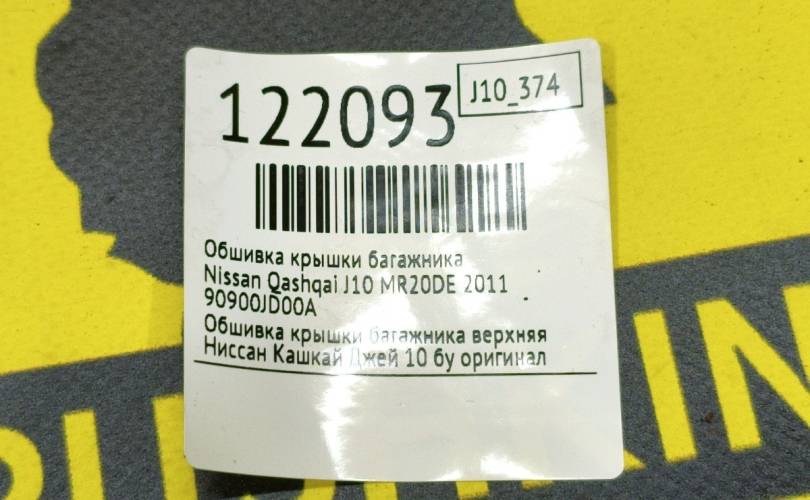 122093
J10_374
Обшивка крышки багажника
Nissan Qashqai J10 MR20DE 2011
90900JD00A
Обшивка крышки багажника верхняя
Ниссан Кашкай Джей 10 бу оригинал